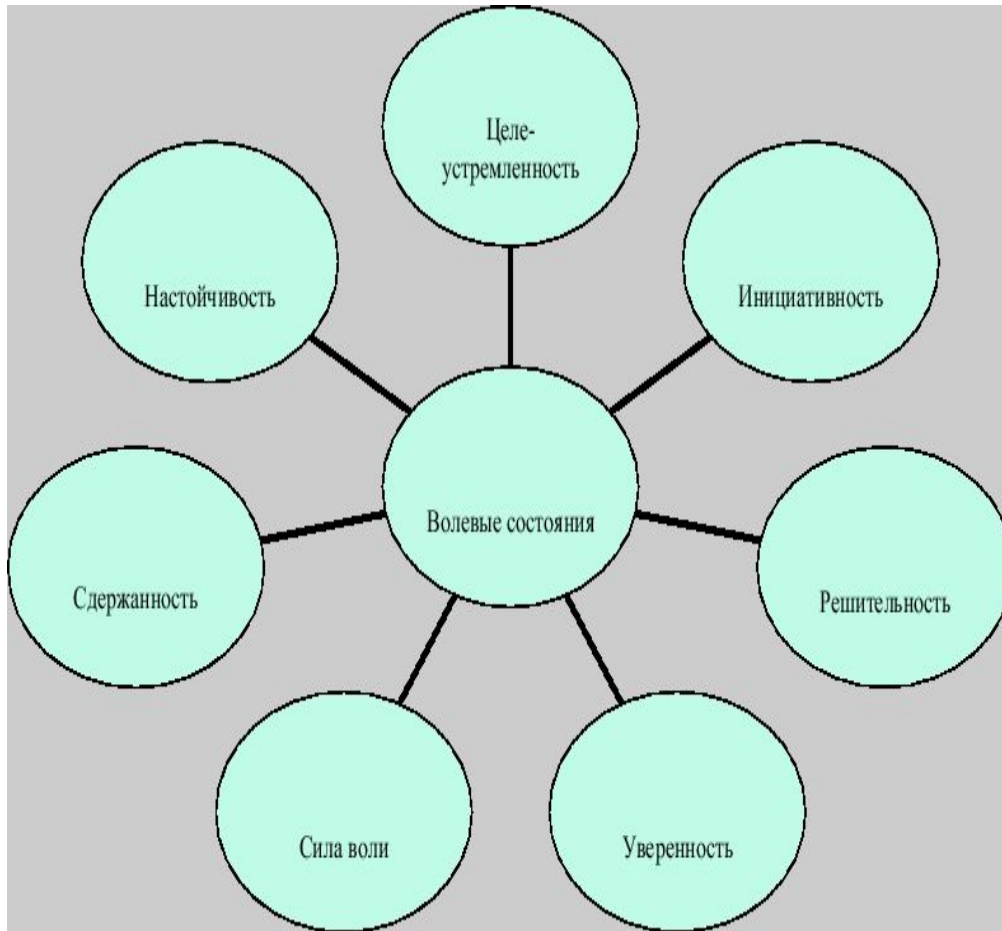 Целе-
устремленность
Настойчивость
Инициативность
Волевые состояния
Сдержанность
Решительность
Сила воли
Уверенность